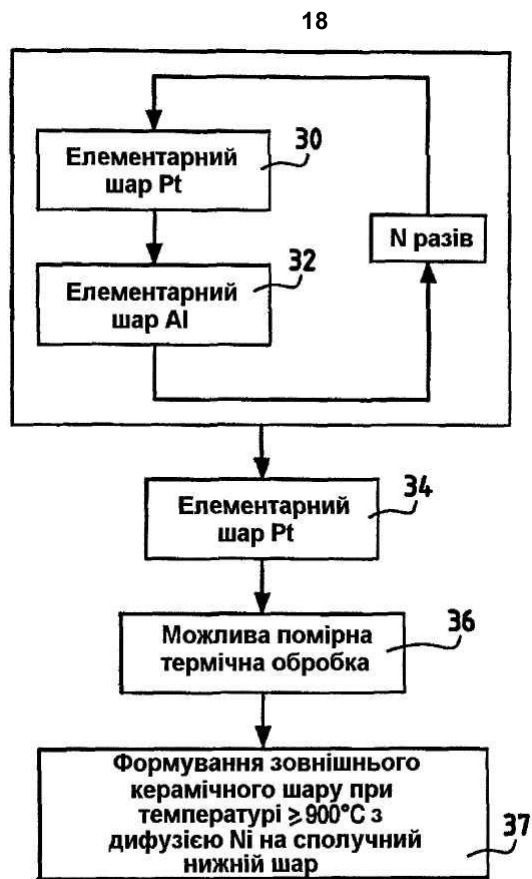 18
Елементарний
шар Pt
30
Елементарний
шар Al
32
N разів
Елементарний
шар Pt
34
Можлива помірна
термічна обробка
36
Формування зовнішнього
керамічного шару при
температурі ⩾900°C з
дифузією Ni на сполучний
нижній шар
37